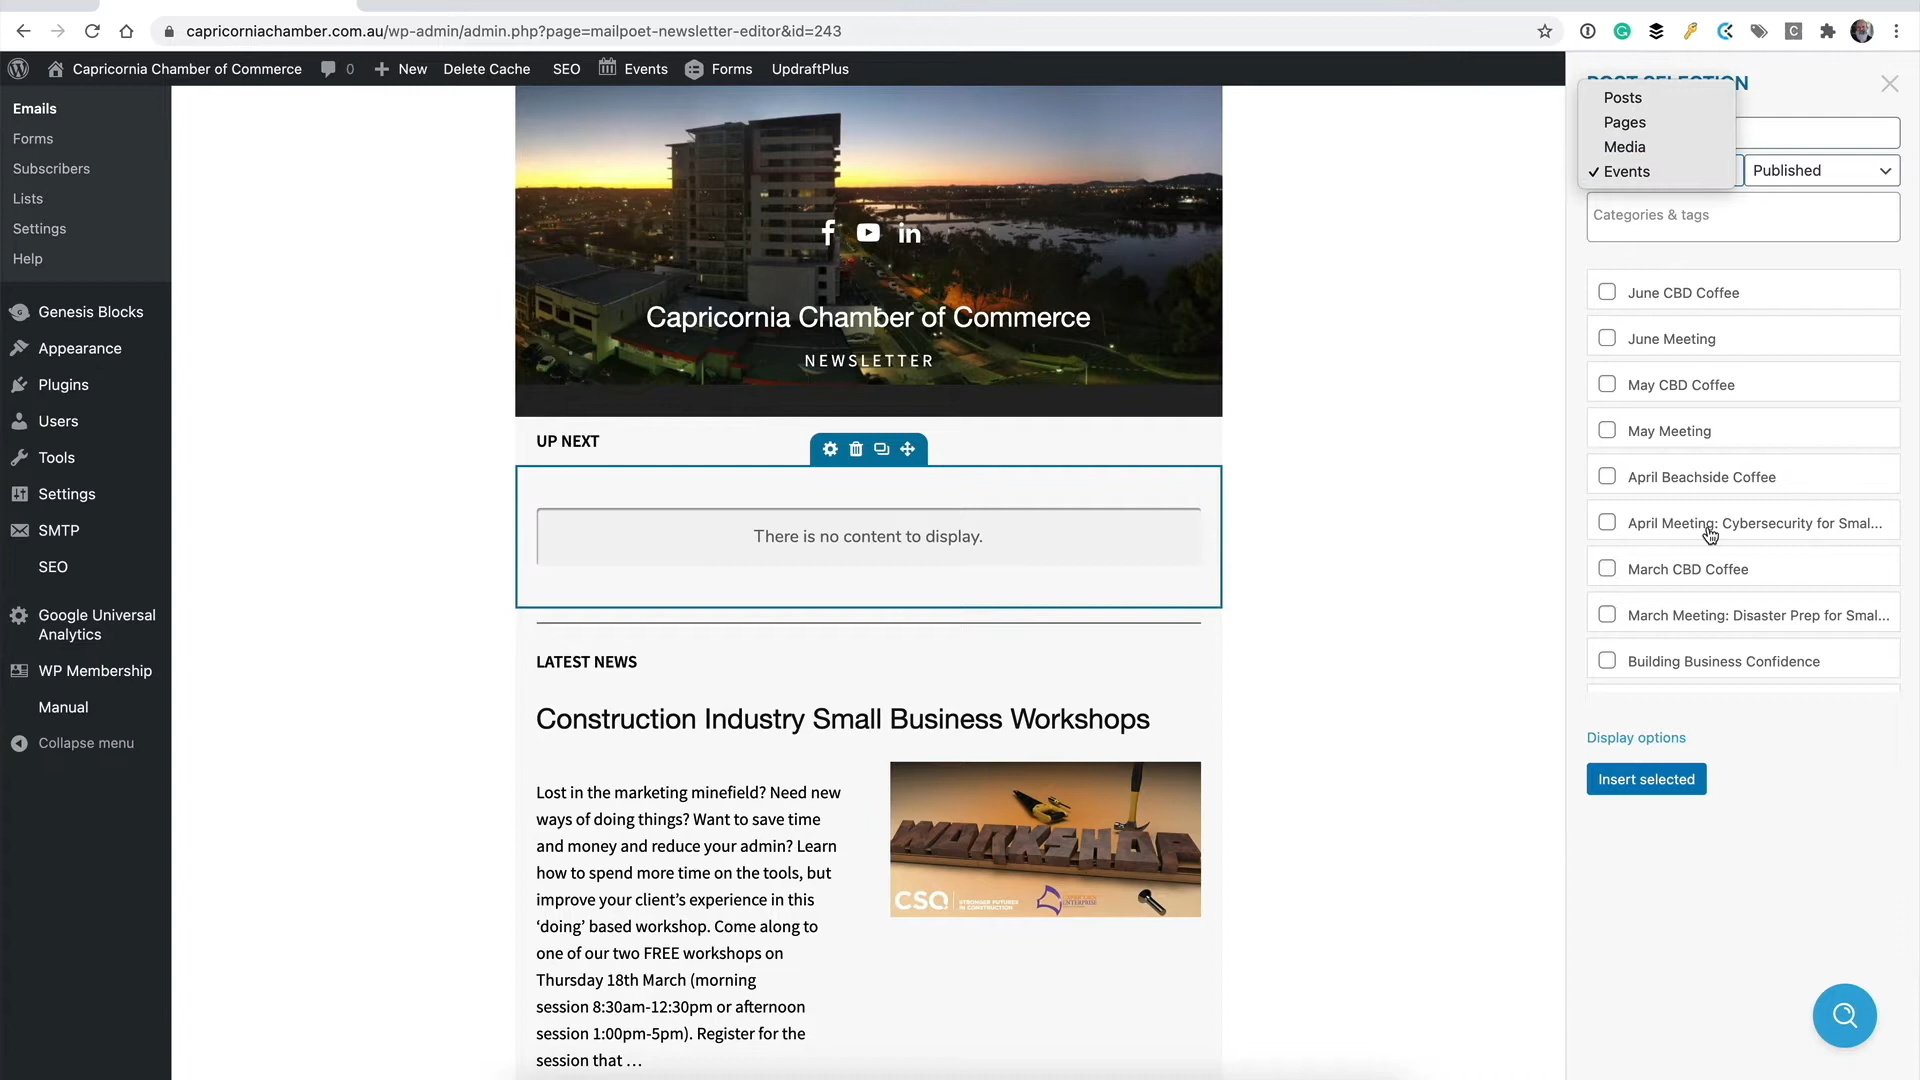 capricorniachamber.com.au/wp-admin/admin.php?page=mailpoet-newsletter-editor&id=243
Capricornia Chamber of Commerce
0
New
Delete Cache
SEO
Events
Forms
UpdraftPlus
Emails
Forms
Subscribers
Lists
Settings
Help
Genesis Blocks
Appearance
Plugins
Users
Tools
Settings
SMTP
SEO
Google Universal
Analytics
WP Membership
Manual
Collapse menu
Capricornia Chamber of Commerce
NEWSLETTER
UP NEXT
There is no content to display.
LATEST NEWS
Construction Industry Small Business Workshops
Lost in the marketing minefield? Need new
ways of doing things? Want to save time
and money and reduce your admin? Learn
how to spend more time on the tools, but
improve your client’s experience in this
‘doing’ based workshop. Come along to
one of our two FREE workshops on
Thursday 18th March (morning
session 8:30am-12:30pm or afternoon
session 1:00pm-5pm). Register for the
session that …
WORKSHOP
CSQ
STRONGER FUTURES
IN CONSTRUCTION
POST SELECTION
Posts
Pages
Media
✓ Events
Published
Categories & tags
June CBD Coffee
June Meeting
May CBD Coffee
May Meeting
April Beachside Coffee
April Meeting: Cybersecurity for Smal...
March CBD Coffee
March Meeting: Disaster Prep for Smal...
Building Business Confidence
Display options
Insert selected